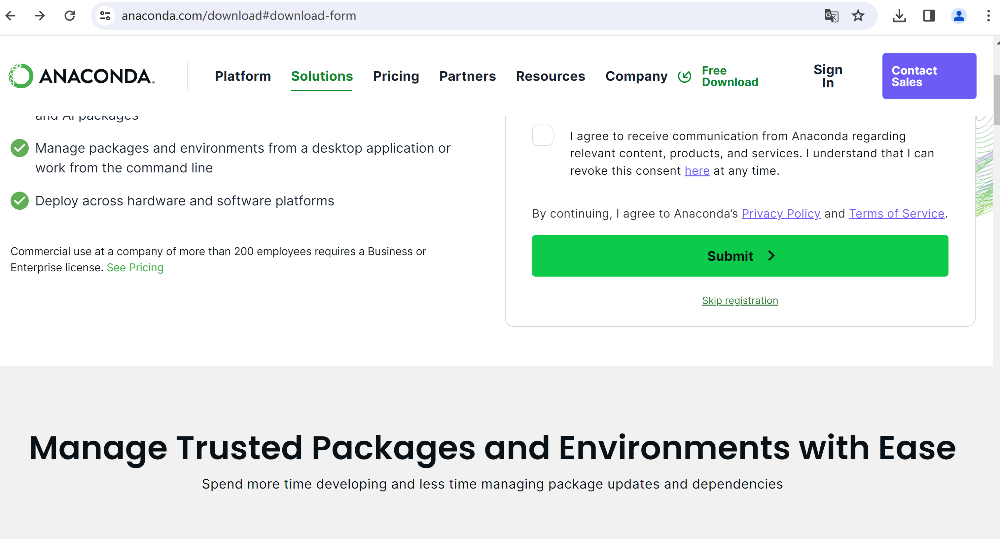 anaconda.com/download#download-form
ANACONDA.
Platform
Solutions
Pricing
Partners
Resources
Company
Free
Download
Sign
In
Contact
Sales
and AI packages
Manage packages and environments from a desktop application or
work from the command line
Deploy across hardware and software platforms
Commercial use at a company of more than 200 employees requires a Business or
Enterprise license. See Pricing
I agree to receive communication from Anaconda regarding
relevant content, products, and services. I understand that I can
revoke this consent here at any time.
By continuing, I agree to Anaconda’s Privacy Policy and Terms of Service.
Submit
Skip registration
Manage Trusted Packages and Environments with Ease
Spend more time developing and less time managing package updates and dependencies